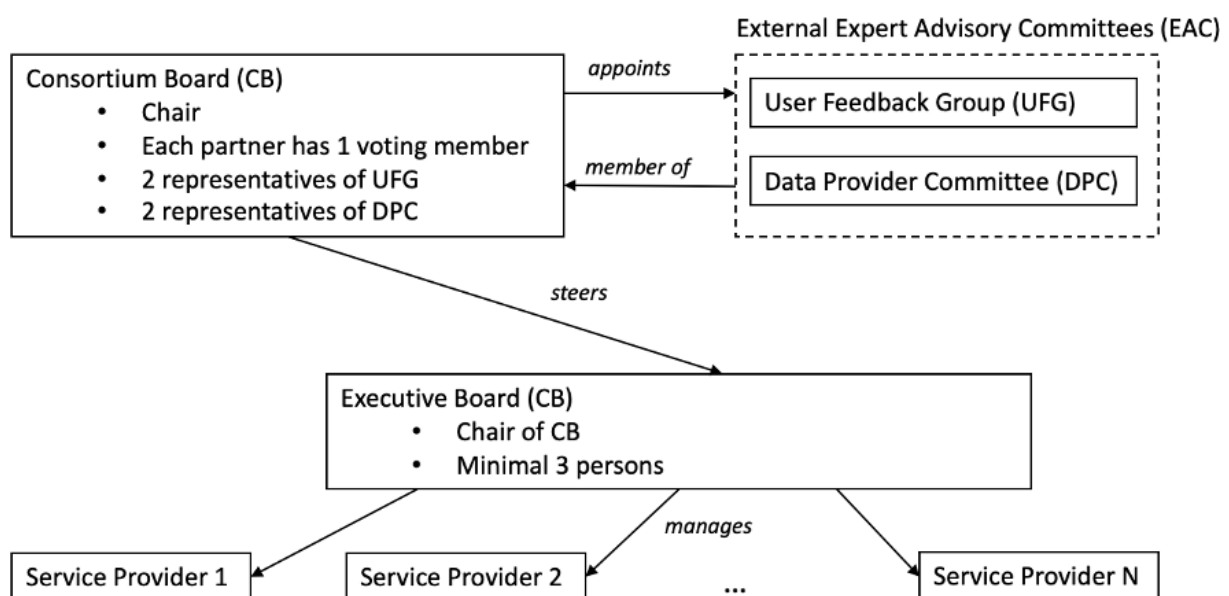 External Expert Advisory Committees (EAC)
Consortium Board (CB)
• Chair
• Each partner has 1 voting member
• 2 representatives of UFG
• 2 representatives of DPC
appoints
member of
User Feedback Group (UFG)
Data Provider Committee (DPC)
steers
Executive Board (CB)
• Chair of CB
• Minimal 3 persons
manages
Service Provider 1
Service Provider 2
...
Service Provider N